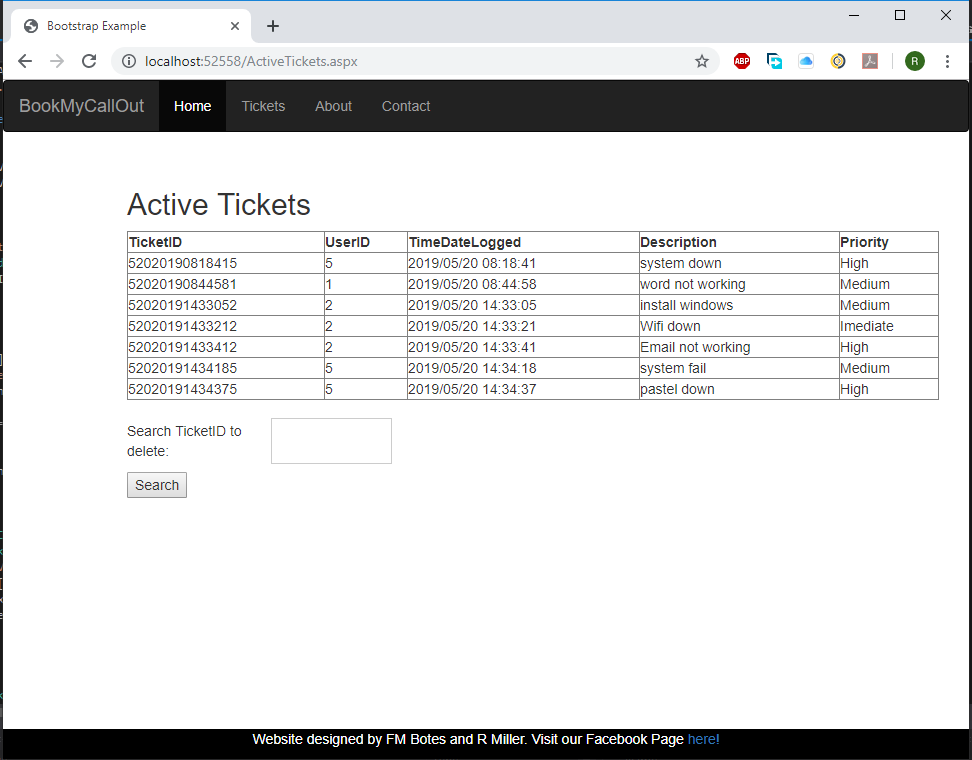 Bootstrap Example
localhost:52558/ActiveTickets.aspx
ABP
R
BookMyCallOut Home Tickets About Contact
Active Tickets
TicketID UserID TimeDateLogged Description Priority
52020190818415 5 2019/05/20 08:18:41 system down High
52020190844581 1 2019/05/20 08:44:58 word not working Medium
52020191433052 2 2019/05/20 14:33:05 install windows Medium
52020191433212 2 2019/05/20 14:33:21 Wifi down Imediate
52020191433412 2 2019/05/20 14:33:41 Email not working High
52020191434185 5 2019/05/20 14:34:18 system fail Medium
52020191434375 5 2019/05/20 14:34:37 pastel down High
Search TicketID to
delete:
Search
Website designed by FM Botes and R Miller. Visit our Facebook Page here!